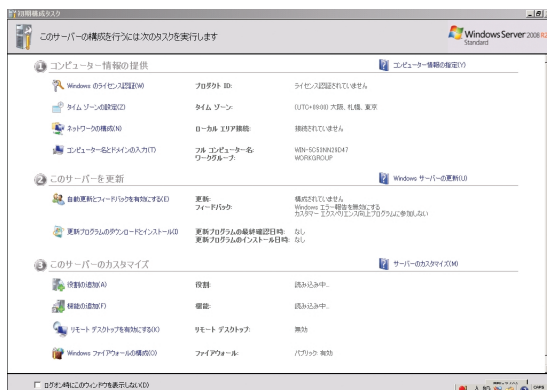 初期構成タスク
このサーバーの構成を行うには次のタスクを実行します
Windows Server 2008 R2
Standard
1 コンピューター情報の提供
コンピューター情報の指定(Y)
Windows のライセンス認証(W) プロダクト ID: ライセンス認証されていません
タイム ゾーンの設定(Z) タイム ゾーン: (UTC+09:00) 大阪、札幌、東京
ネットワークの構成(N) ローカル エリア接続: 接続されていません
コンピューター名とドメインの入力(T) フル コンピューター名:
ワークグループ: WORKGROUP
2 このサーバーを更新
Windows サーバーの更新(U)
自動更新とフィードバックを有効にする(E) 更新: 構成されていません
フィードバック: Windows エラー報告を無効にする
カスタマー エクスペリエンス向上プログラムに参加しない
更新プログラムのダウンロードとインストール(I) 更新プログラムの最終確認日時: なし
更新プログラムのインストール日時: なし
3 このサーバーのカスタマイズ
サーバーのカスタマイズ(M)
役割の追加(A) 役割: 読み込み中...
機能の追加(F) 機能: 読み込み中...
リモート デスクトップを有効にする(K) リモート デスクトップ: 無効
Windows ファイアウォールの構成(O) ファイアウォール: パブリック: 有効
ログオン時にこのウィンドウを表示しない(D)